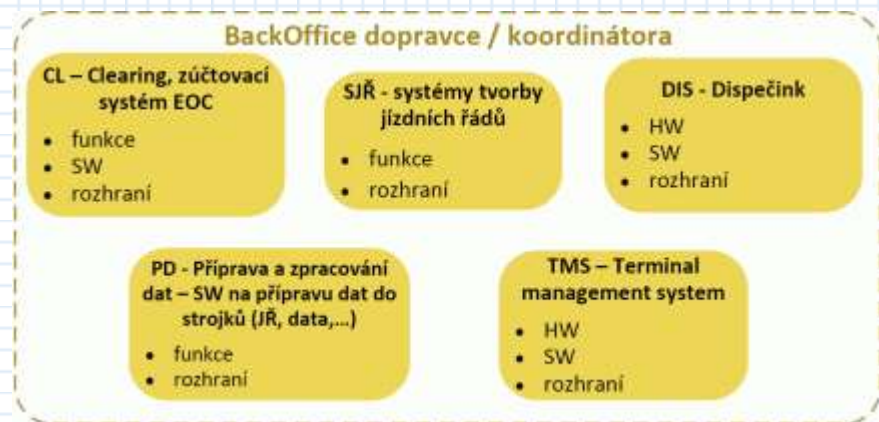 BackOffice dopravce / koordinátora
CL – Clearing, zúčtovací
systém EOC
• funkce
• SW
• rozhraní
SJŘ - systémy tvorby
jízdních řádů
• funkce
• rozhraní
DIS - Dispečink
• HW
• SW
• rozhraní
PD - Příprava a zpracování
dat – SW na přípravu dat do
strojků (JŘ, data,...)
• funkce
• rozhraní
TMS – Terminal
management system
• HW
• SW
• rozhraní